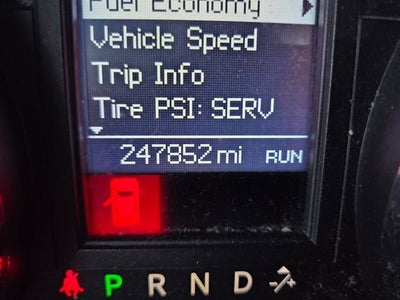 Fuel Economy
Vehicle Speed
Trip Info
Tire PSI: SERV
247852 mi RUN
P R N D